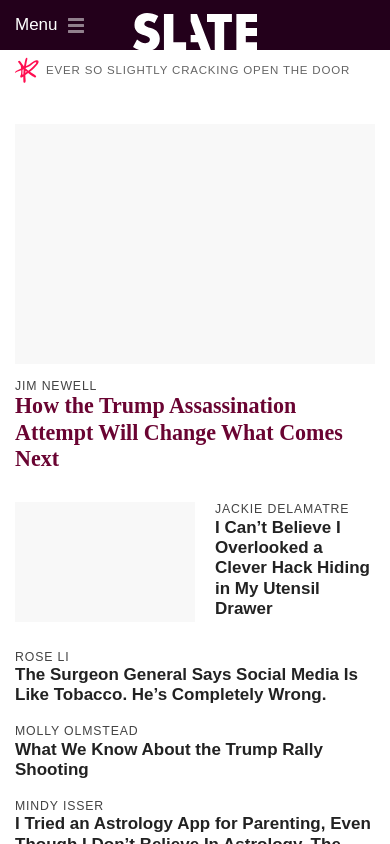 Menu
SLATE
EVER SO SLIGHTLY CRACKING OPEN THE DOOR
JIM NEWELL
How the Trump Assassination
Attempt Will Change What Comes
Next
JACKIE DELAMATRE
I Can’t Believe I
Overlooked a
Clever Hack Hiding
in My Utensil
Drawer
ROSE LI
The Surgeon General Says Social Media Is
Like Tobacco. He’s Completely Wrong.
MOLLY OLMSTEAD
What We Know About the Trump Rally
Shooting
MINDY ISSER
I Tried an Astrology App for Parenting, Even
Though I Don’t Believe In Astrology. The